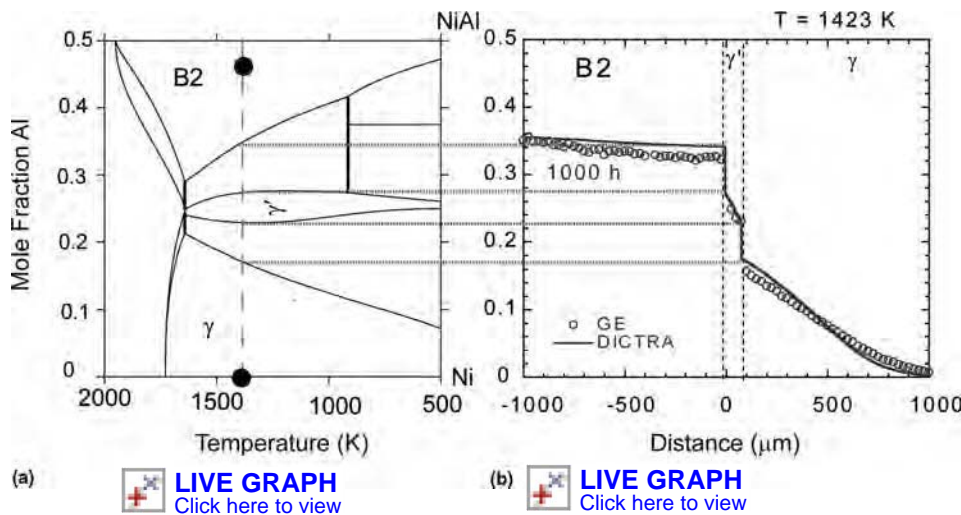 NiAl
T = 1423 K
0.5
0.4
0.3
0.2
0.1
0
Mole Fraction Al
B2
γ'
γ
Ni
2000
1500
1000
500
Temperature (K)
(a)
0.5
0.4
0.3
0.2
0.1
0
B2
γ'
γ
1000 h
GE
DICTRA
-1000
-500
0
500
1000
Distance (μm)
(b)
LIVE GRAPH
Click here to view
LIVE GRAPH
Click here to view